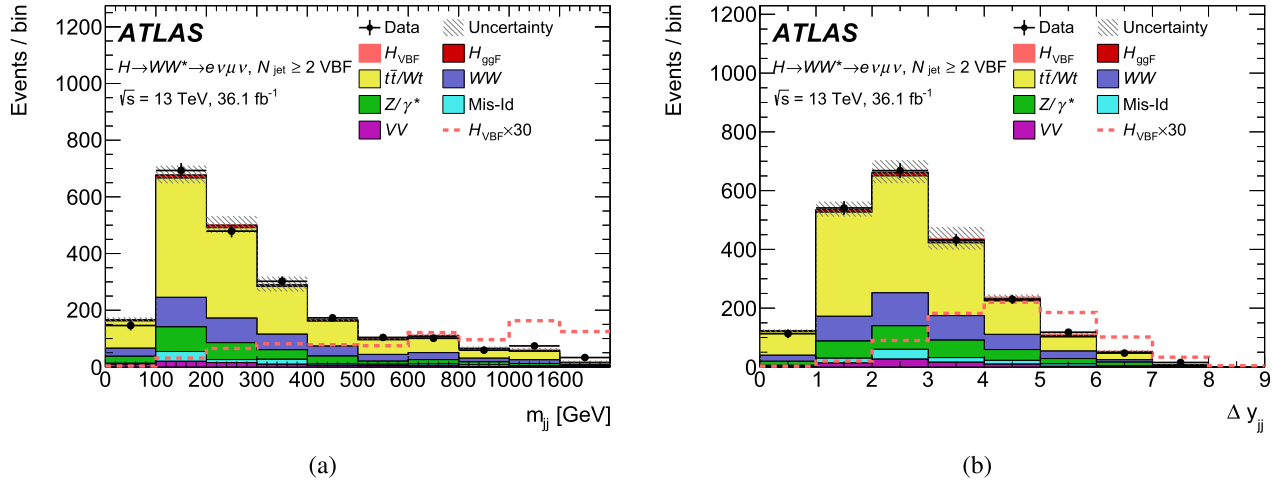 Events / bin
1200
1000
800
600
400
200
0
ATLAS
H→WW*→eνμν, N_jet ≥ 2 VBF
√s = 13 TeV, 36.1 fb⁻¹
Data
Uncertainty
H_VBF
H_ggF
tt̄/Wt
WW
Z/γ*
Mis-Id
VV
H_VBF×30
0 100 200 300 400 500 600 800 1000 1600
m_jj [GeV]
(a)
Events / bin
1200
1000
800
600
400
200
0
ATLAS
H→WW*→eνμν, N_jet ≥ 2 VBF
√s = 13 TeV, 36.1 fb⁻¹
Data
Uncertainty
H_VBF
H_ggF
tt̄/Wt
WW
Z/γ*
Mis-Id
VV
H_VBF×30
0 1 2 3 4 5 6 7 8 9
Δ y_jj
(b)